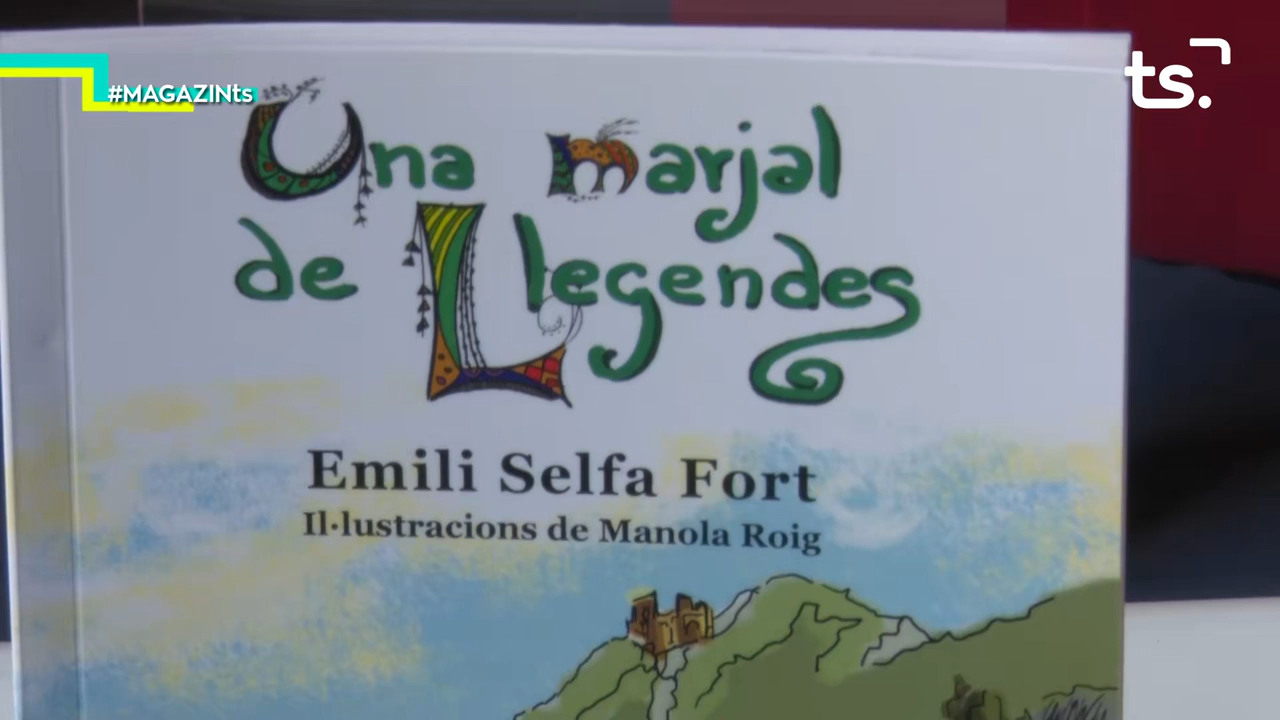 #MAGAZINts
ts.
Una marjal
de Llegendes
Emili Selfa Fort
Il·lustracions de Manola Roig